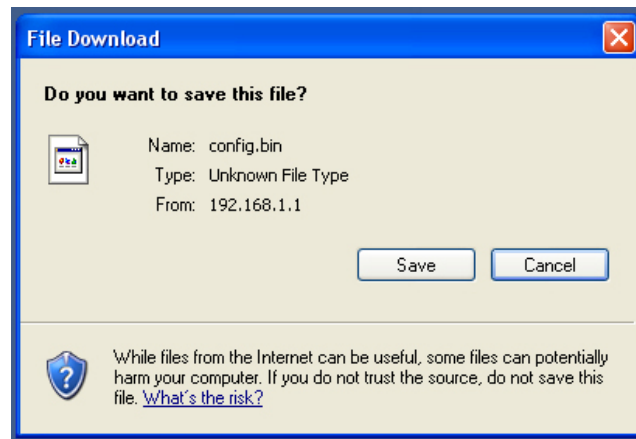 File Download
Do you want to save this file?
Name: config.bin
Type: Unknown File Type
From: 192.168.1.1
Save Cancel
While files from the Internet can be useful, some files can potentially
harm your computer. If you do not trust the source, do not save this
file. What's the risk?